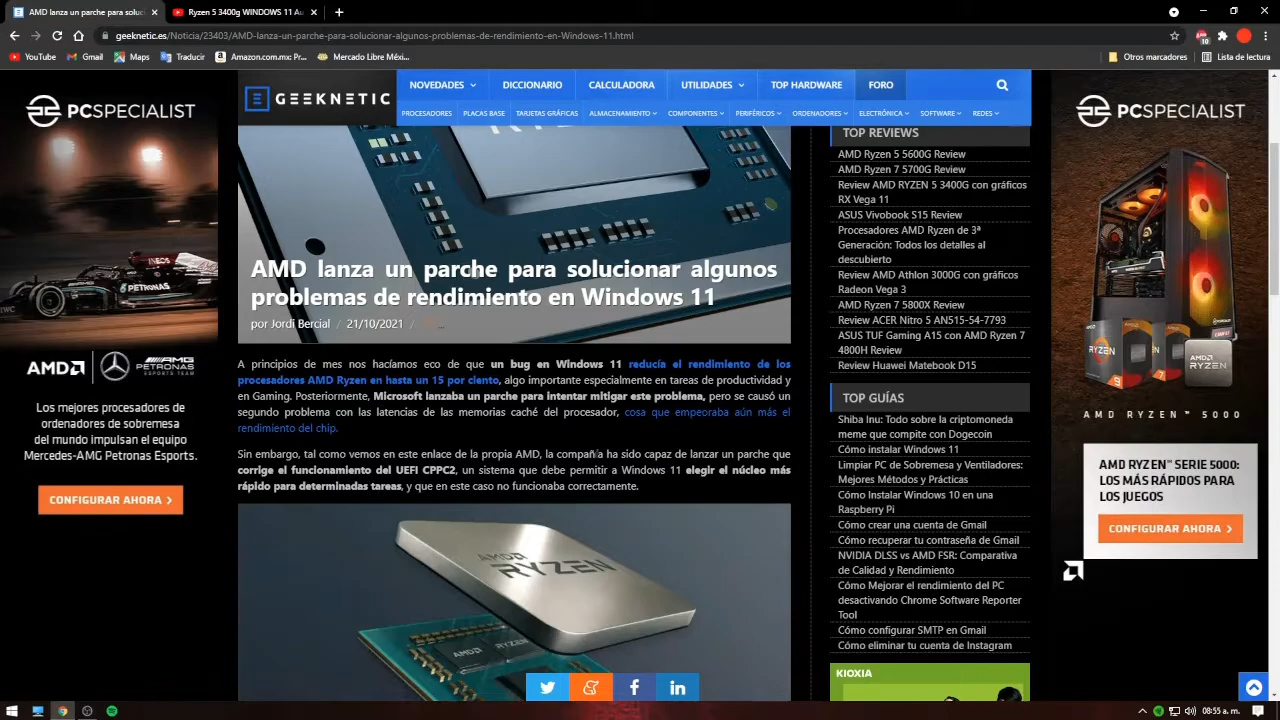 AMD lanza un parche para soluci
Ryzen 5 3400g WINDOWS 11 Au
geeknetic.es/Noticia/23403/AMD-lanza-un-parche-para-solucionar-algunos-problemas-de-rendimiento-en-Windows-11.html
10
YouTube
Gmail
Maps
Traducir
Amazon.com.mx: Pr...
Mercado Libre Méxi...
Otros marcadores
Lista de lectura
PCSPECIALIST
INEOS
PETRONAS
IWC
AMD
AMG
PETRONAS
ESPORTS TEAM
Los mejores procesadores de
ordenadores de sobremesa
del mundo impulsan el equipo
Mercedes-AMG Petronas Esports.
CONFIGURAR AHORA >
GEEKNETIC
NOVEDADES
DICCIONARIO
CALCULADORA
UTILIDADES
TOP HARDWARE
FORO
PROCESADORES
PLACAS BASE
TARJETAS GRÁFICAS
ALMACENAMIENTO
COMPONENTES
PERIFÉRICOS
ORDENADORES
ELECTRÓNICA
SOFTWARE
REDES
AMD lanza un parche para solucionar algunos
problemas de rendimiento en Windows 11
por Jordi Bercial / 21/10/2021 /
A principios de mes nos hacíamos eco de que un bug en Windows 11 reducía el rendimiento de los
procesadores AMD Ryzen en hasta un 15 por ciento, algo importante especialmente en tareas de productividad y
en Gaming. Posteriormente, Microsoft lanzaba un parche para intentar mitigar este problema, pero se causó un
segundo problema con las latencias de las memorias caché del procesador, cosa que empeoraba aún más el
rendimiento del chip.
Sin embargo, tal como vemos en este enlace de la propia AMD, la compañía ha sido capaz de lanzar un parche que
corrige el funcionamiento del UEFI CPPC2, un sistema que debe permitir a Windows 11 elegir el núcleo más
rápido para determinadas tareas, y que en este caso no funcionaba correctamente.
AMD
RYZEN
AMD
RYZEN
TOP REVIEWS
AMD Ryzen 5 5600G Review
AMD Ryzen 7 5700G Review
Review AMD RYZEN 5 3400G con gráficos
RX Vega 11
ASUS Vivobook S15 Review
Procesadores AMD Ryzen de 3ª
Generación: Todos los detalles al
descubierto
Review AMD Athlon 3000G con gráficos
Radeon Vega 3
AMD Ryzen 7 5800X Review
Review ACER Nitro 5 AN515-54-7793
ASUS TUF Gaming A15 con AMD Ryzen 7
4800H Review
Review Huawei Matebook D15
TOP GUÍAS
Shiba Inu: Todo sobre la criptomoneda
meme que compite con Dogecoin
Cómo instalar Windows 11
Limpiar PC de Sobremesa y Ventiladores:
Mejores Métodos y Prácticas
Cómo Instalar Windows 10 en una
Raspberry Pi
Cómo crear una cuenta de Gmail
Cómo recuperar tu contraseña de Gmail
NVIDIA DLSS vs AMD FSR: Comparativa
de Calidad y Rendimiento
Cómo Mejorar el rendimiento del PC
desactivando Chrome Software Reporter
Tool
Cómo configurar SMTP en Gmail
Cómo eliminar tu cuenta de Instagram
KIOXIA
PCSPECIALIST
RYZEN
9
7
AMD
RYZEN
AMD RYZEN™ 5000
AMD RYZEN™ SERIE 5000:
LOS MÁS RÁPIDOS PARA
LOS JUEGOS
CONFIGURAR AHORA >
08:55 a. m.